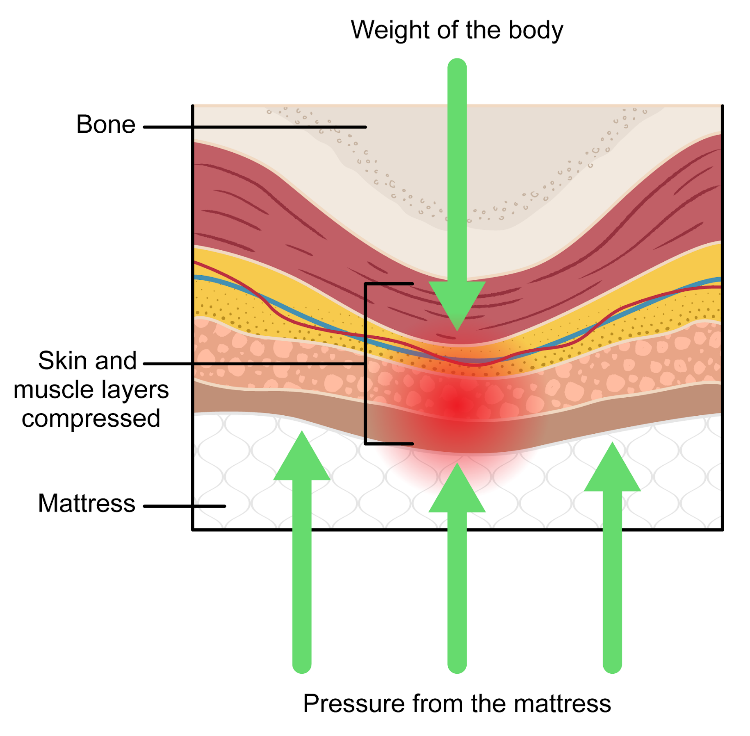 Weight of the body
Bone
Skin and
muscle layers
compressed
Mattress
Pressure from the mattress